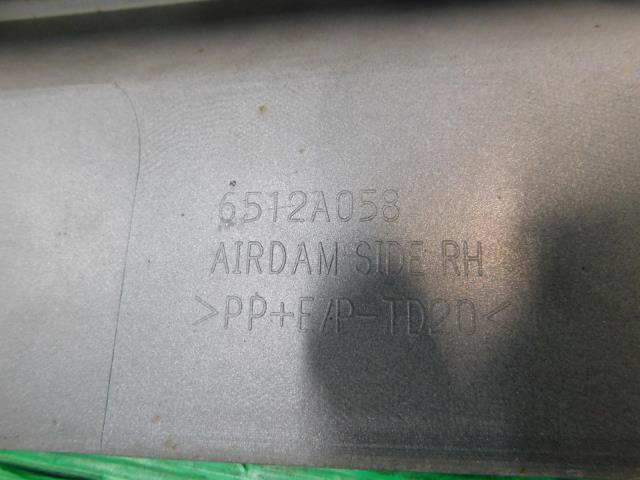 6512A058
AIRDAM SIDE RH
>PP+E/P-TD20<